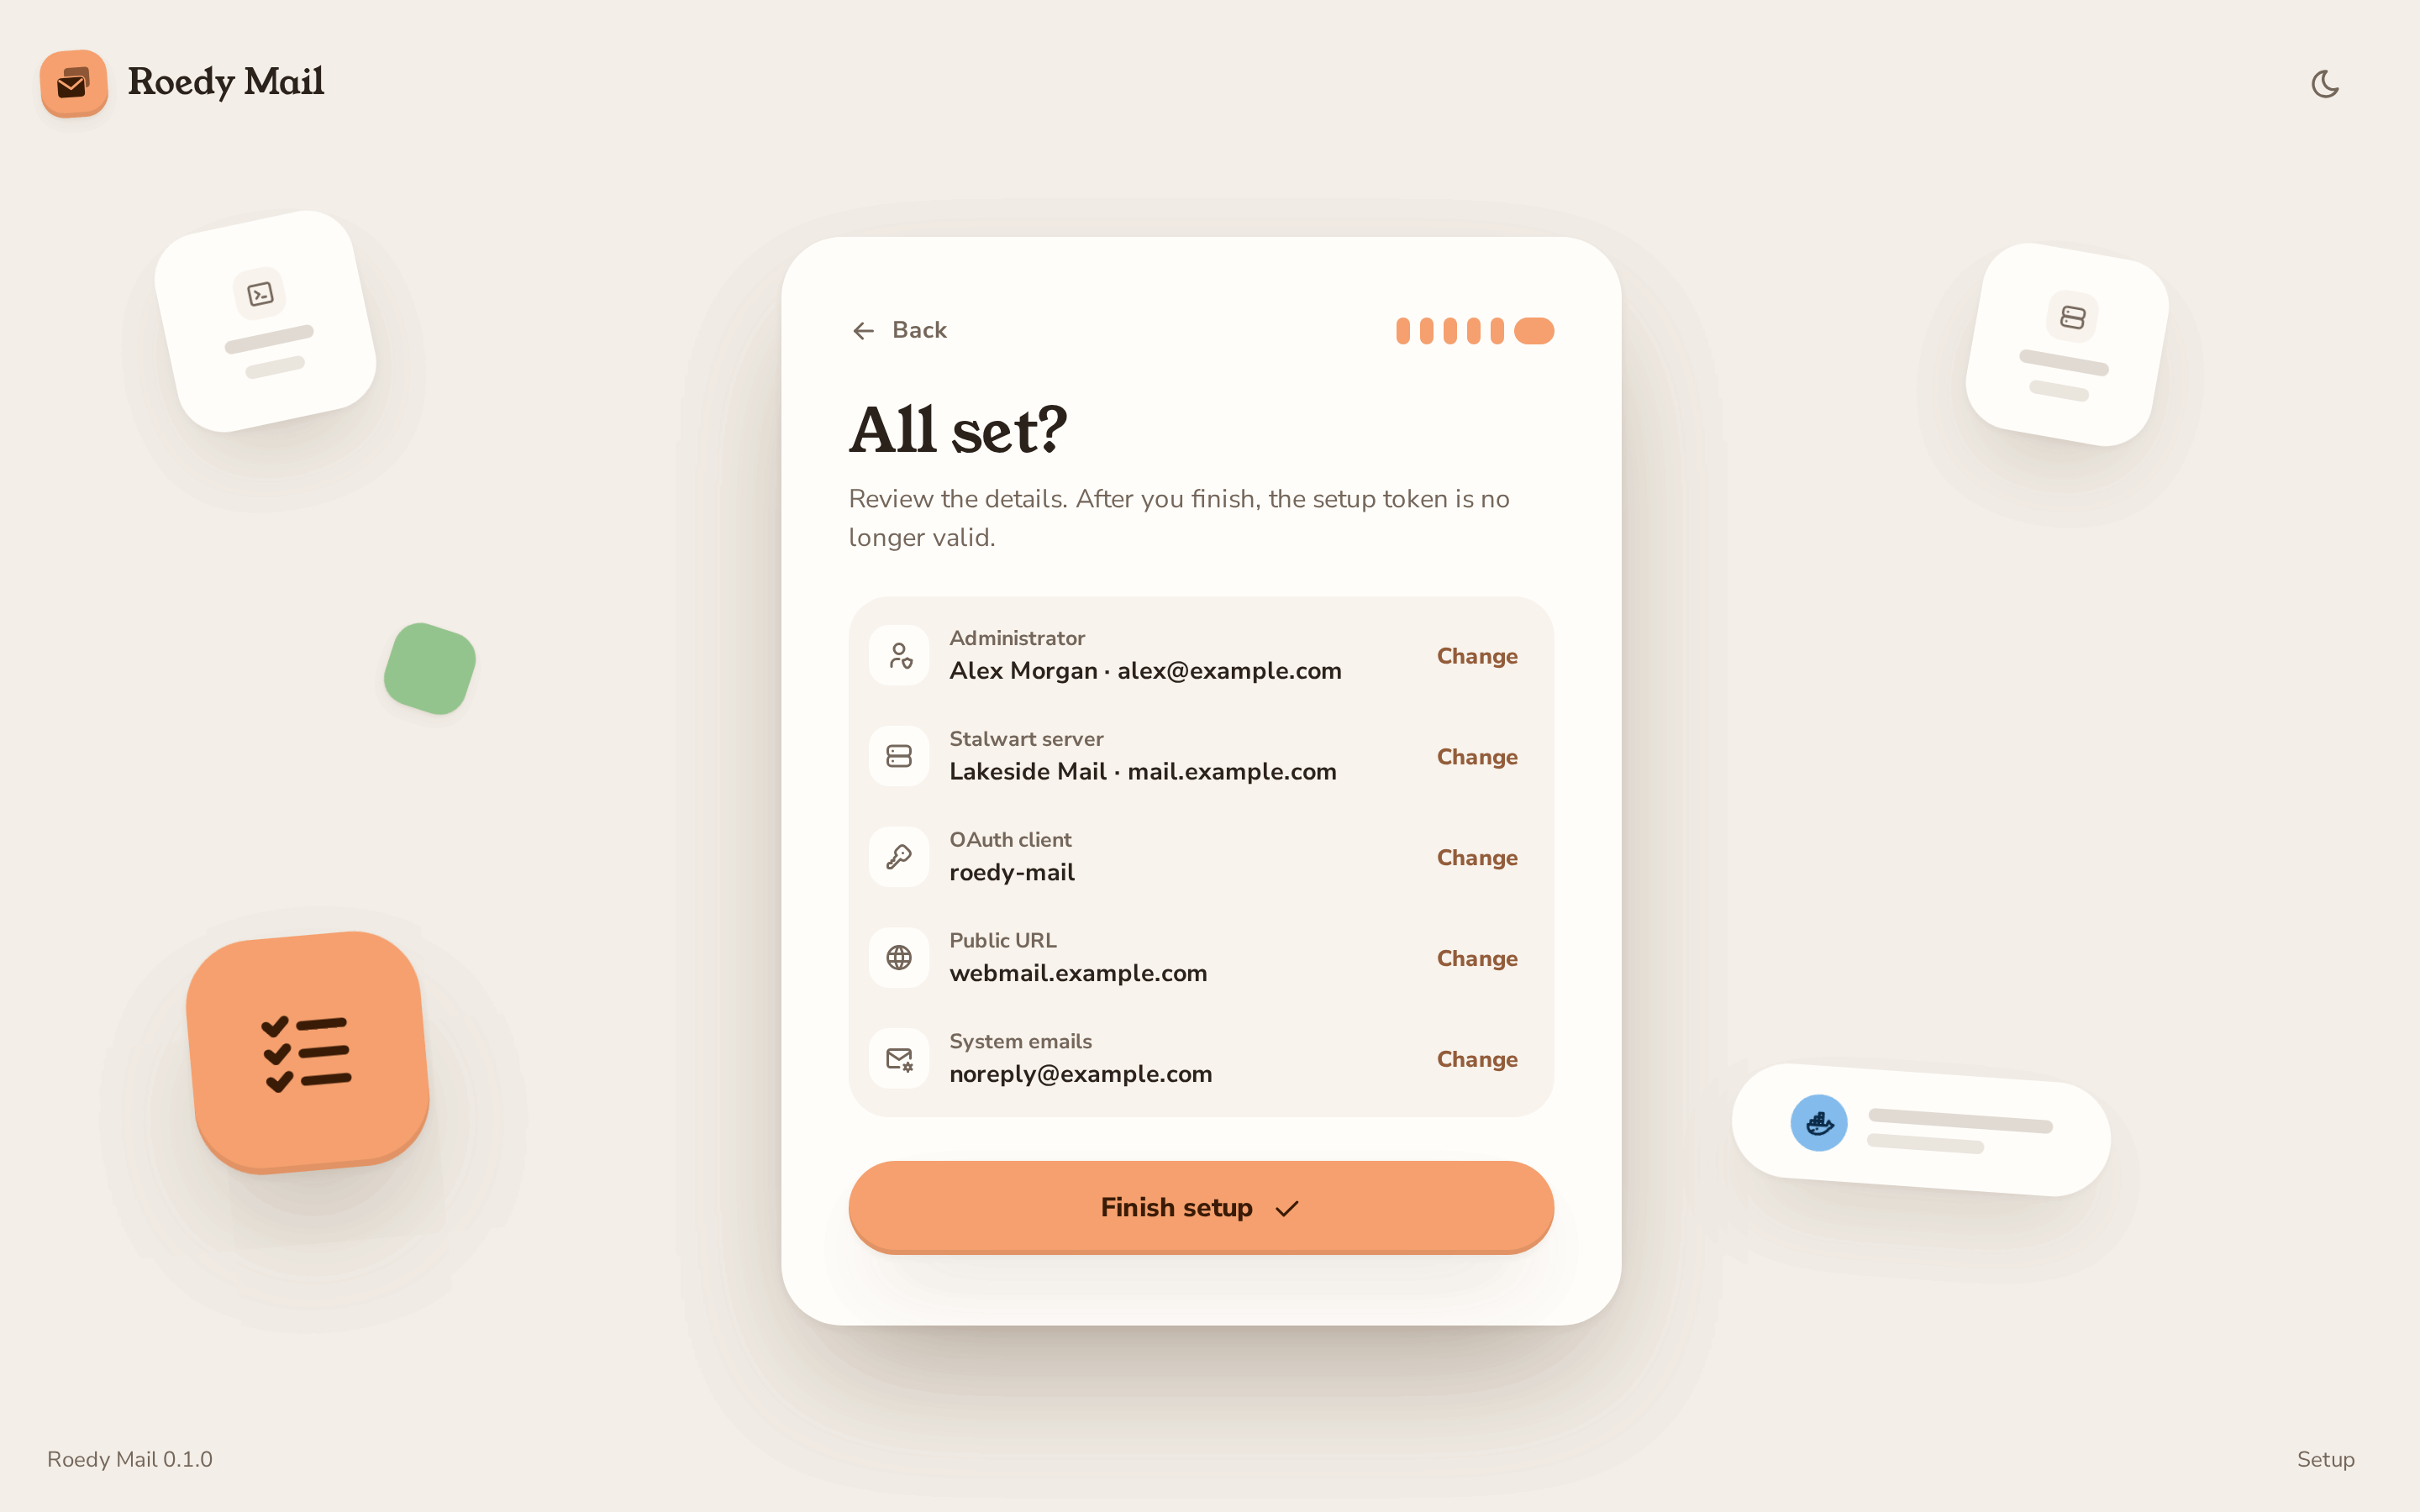 Roedy Mail
Back
All set?
Review the details. After you finish, the setup token is no
longer valid.
Administrator
Alex Morgan · alex@example.com
Change
Stalwart server
Lakeside Mail · mail.example.com
Change
OAuth client
roedy-mail
Change
Public URL
webmail.example.com
Change
System emails
noreply@example.com
Change
Finish setup
Roedy Mail 0.1.0
Setup